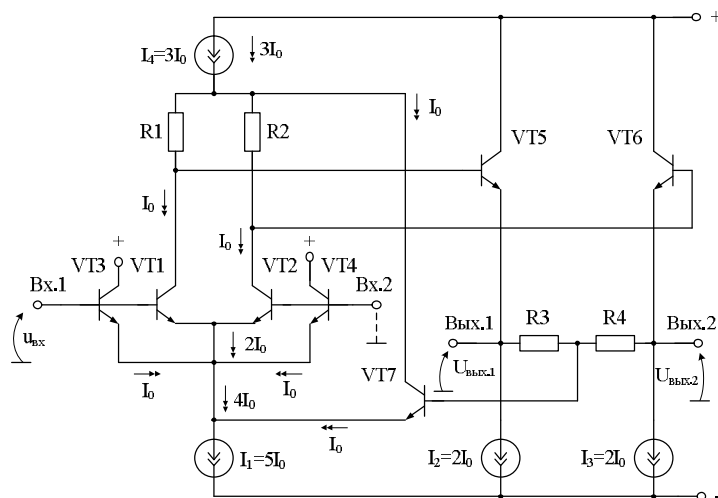 +
I₄=3I₀
3I₀
R1
R2
I₀
VT5
VT6
I₀
I₀
+
+
VT3
VT1
VT2
VT4
Вх.1
Вх.2
uвх
2I₀
Вых.1
R3
R4
Вых.2
I₀
I₀
VT7
Uвых.1
Uвых.2
4I₀
I₀
I₁=5I₀
I₂=2I₀
I₃=2I₀
-